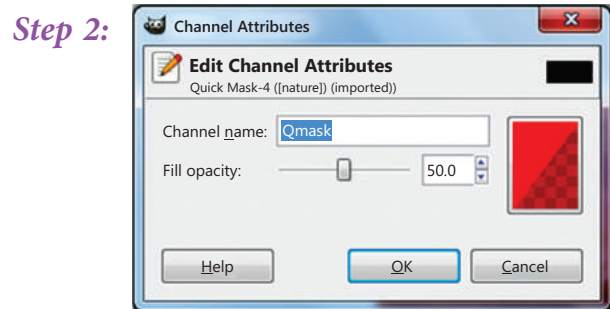 Step 2:
Channel Attributes
Edit Channel Attributes
Quick Mask-4 ([nature]) (imported))
Channel name: Qmask
Fill opacity: 50.0
Help OK Cancel